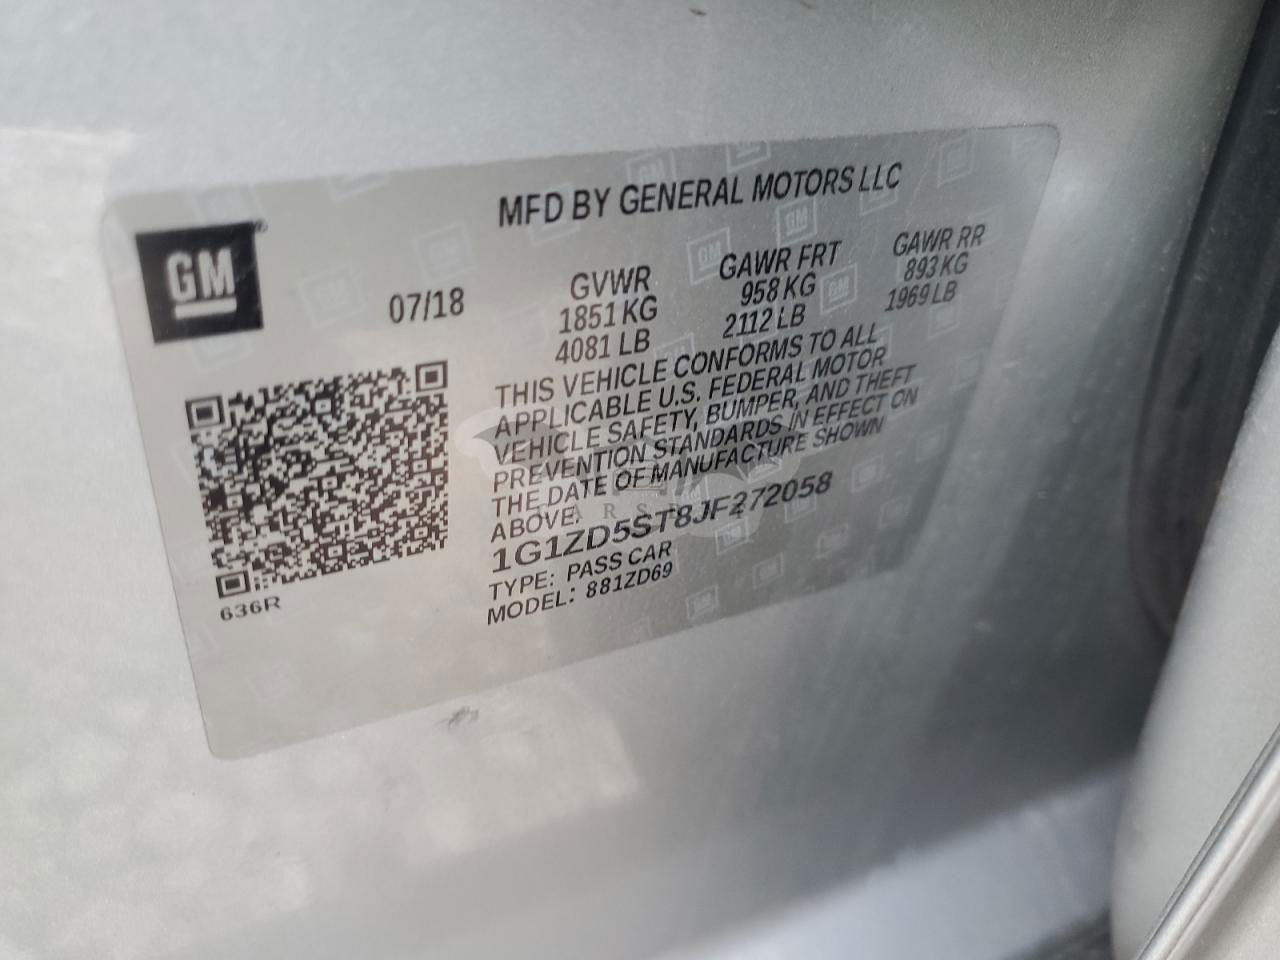 MFD BY GENERAL MOTORS LLC
GM
07/18
GVWR
1851 KG
4081 LB
GAWR FRT
958 KG
2112 LB
GAWR RR
893 KG
1969 LB
THIS VEHICLE CONFORMS TO ALL
APPLICABLE U.S. FEDERAL MOTOR
VEHICLE SAFETY, BUMPER, AND THEFT
PREVENTION STANDARDS IN EFFECT ON
THE DATE OF MANUFACTURE SHOWN
ABOVE.
1G1ZD5ST8JF272058
TYPE: PASS CAR
MODEL: 881ZD69
636R